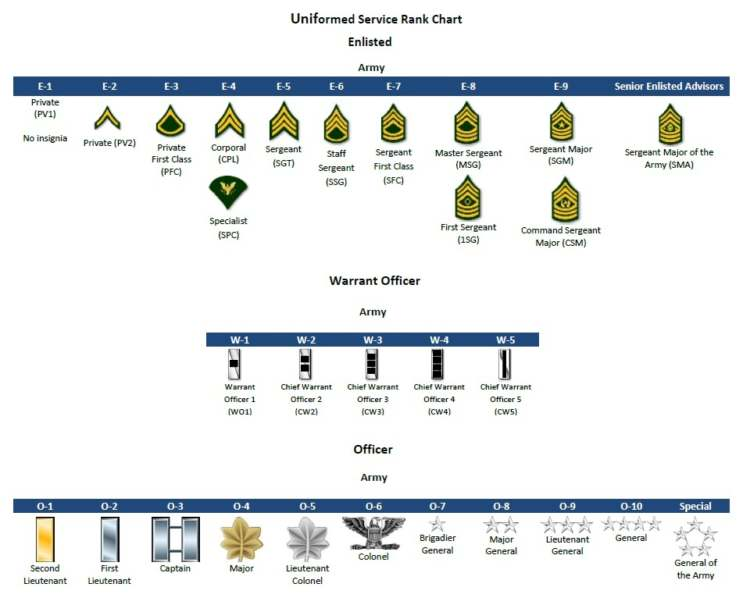 Uniformed Service Rank Chart
Enlisted
Army
E-1 E-2 E-3 E-4 E-5 E-6 E-7 E-8 E-9 Senior Enlisted Advisors
Private
(PV1)
No insignia
Private (PV2)
Private
First Class
(PFC)
Corporal
(CPL)
Specialist
(SPC)
Sergeant
(SGT)
Staff
Sergeant
(SSG)
Sergeant
First Class
(SFC)
Master Sergeant
(MSG)
First Sergeant
(1SG)
Sergeant Major
(SGM)
Command Sergeant
Major (CSM)
Sergeant Major of the
Army (SMA)
Warrant Officer
Army
W-1 W-2 W-3 W-4 W-5
Warrant
Officer 1
(WO1)
Chief Warrant
Officer 2
(CW2)
Chief Warrant
Officer 3
(CW3)
Chief Warrant
Officer 4
(CW4)
Chief Warrant
Officer 5
(CW5)
Officer
Army
O-1 O-2 O-3 O-4 O-5 O-6 O-7 O-8 O-9 O-10 Special
Second
Lieutenant
First
Lieutenant
Captain
Major
Lieutenant
Colonel
Colonel
Brigadier
General
Major
General
Lieutenant
General
General
General of
the Army